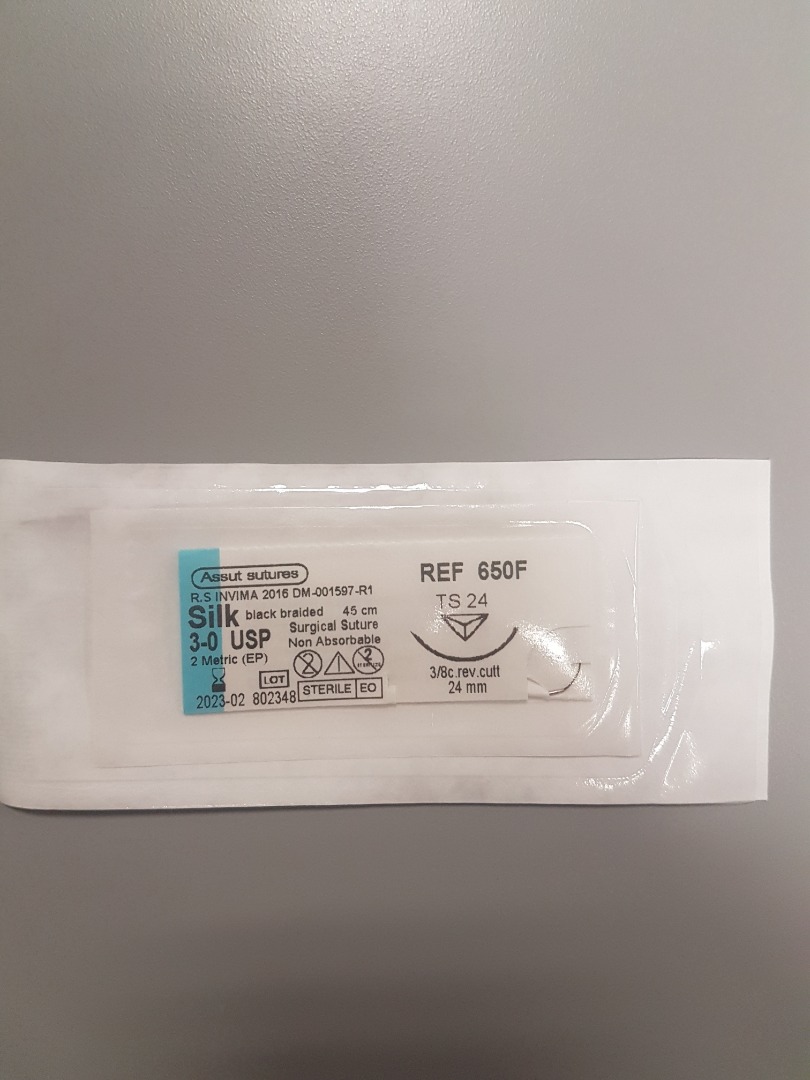 Assut sutures
R.S INVIMA 2016 DM-001597-R1
Silk black braided 45 cm
Surgical Suture
3-0 USP
Non Absorbable
2 Metric (EP)
2
2
LOT
STERILE EO
2023-02 802348
REF 650F
TS 24
3/8c.rev.cutt
24 mm